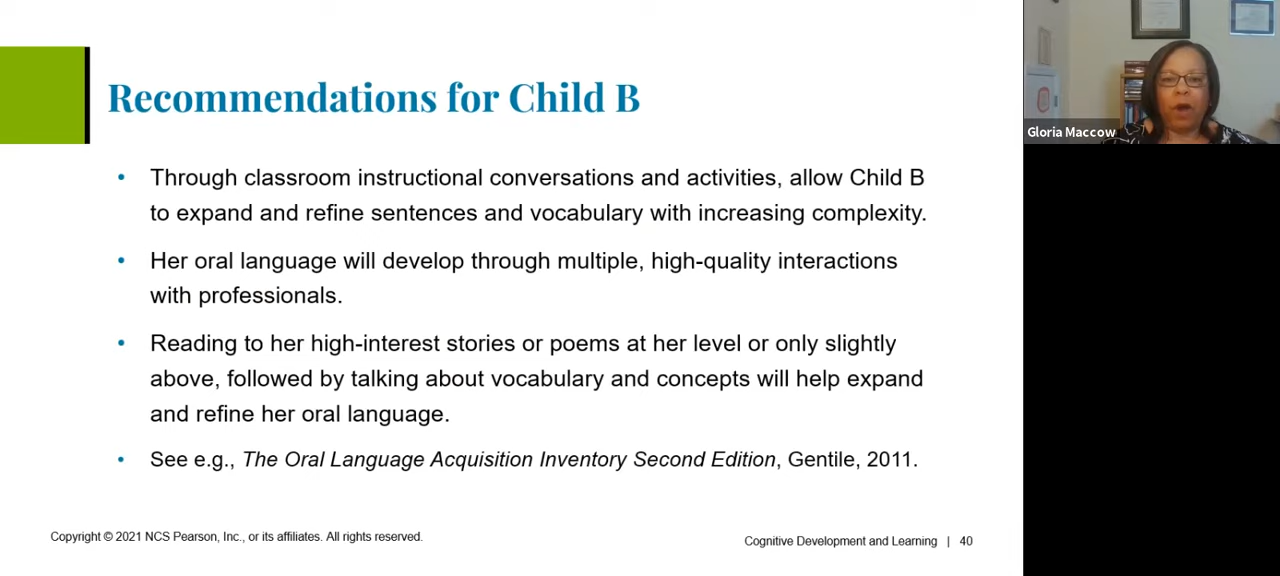 Recommendations for Child B
• Through classroom instructional conversations and activities, allow Child B
to expand and refine sentences and vocabulary with increasing complexity.
• Her oral language will develop through multiple, high-quality interactions
with professionals.
• Reading to her high-interest stories or poems at her level or only slightly
above, followed by talking about vocabulary and concepts will help expand
and refine her oral language.
• See e.g., The Oral Language Acquisition Inventory Second Edition, Gentile, 2011.
Copyright © 2021 NCS Pearson, Inc., or its affiliates. All rights reserved.
Cognitive Development and Learning | 40
Gloria Maccow